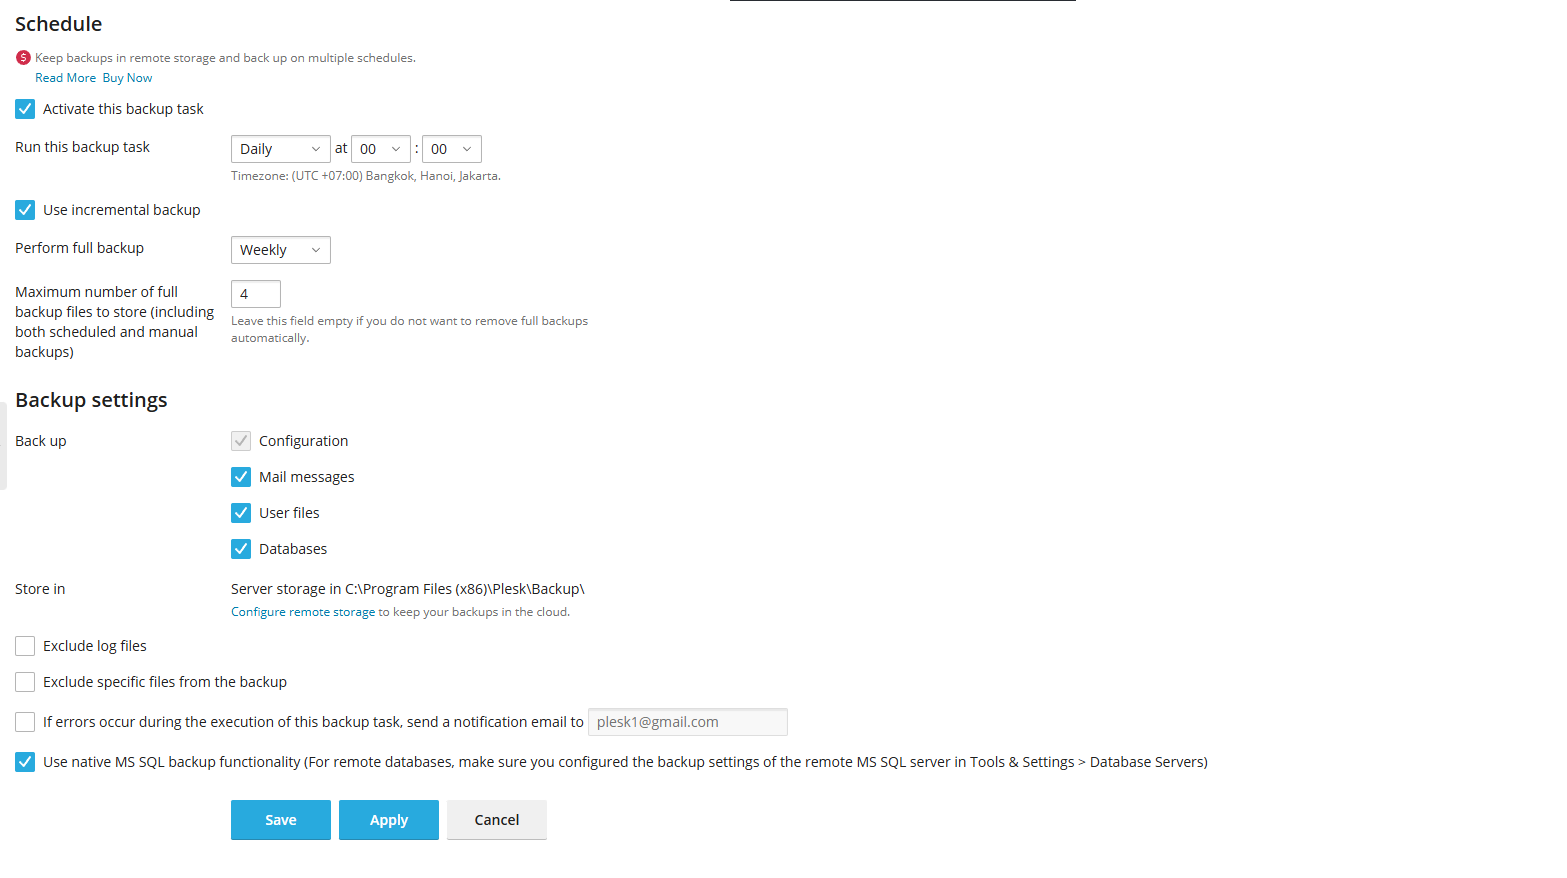 Schedule
$ Keep backups in remote storage and back up on multiple schedules.
Read More Buy Now
Activate this backup task
Run this backup task Daily at 00 : 00
Timezone: (UTC +07:00) Bangkok, Hanoi, Jakarta.
Use incremental backup
Perform full backup Weekly
Maximum number of full
backup files to store (including
both scheduled and manual
backups)
4
Leave this field empty if you do not want to remove full backups
automatically.
Backup settings
Back up
Configuration
Mail messages
User files
Databases
Store in Server storage in C:\Program Files (x86)\Plesk\Backup\
Configure remote storage to keep your backups in the cloud.
Exclude log files
Exclude specific files from the backup
If errors occur during the execution of this backup task, send a notification email to plesk1@gmail.com
Use native MS SQL backup functionality (For remote databases, make sure you configured the backup settings of the remote MS SQL server in Tools & Settings > Database Servers)
Save Apply Cancel